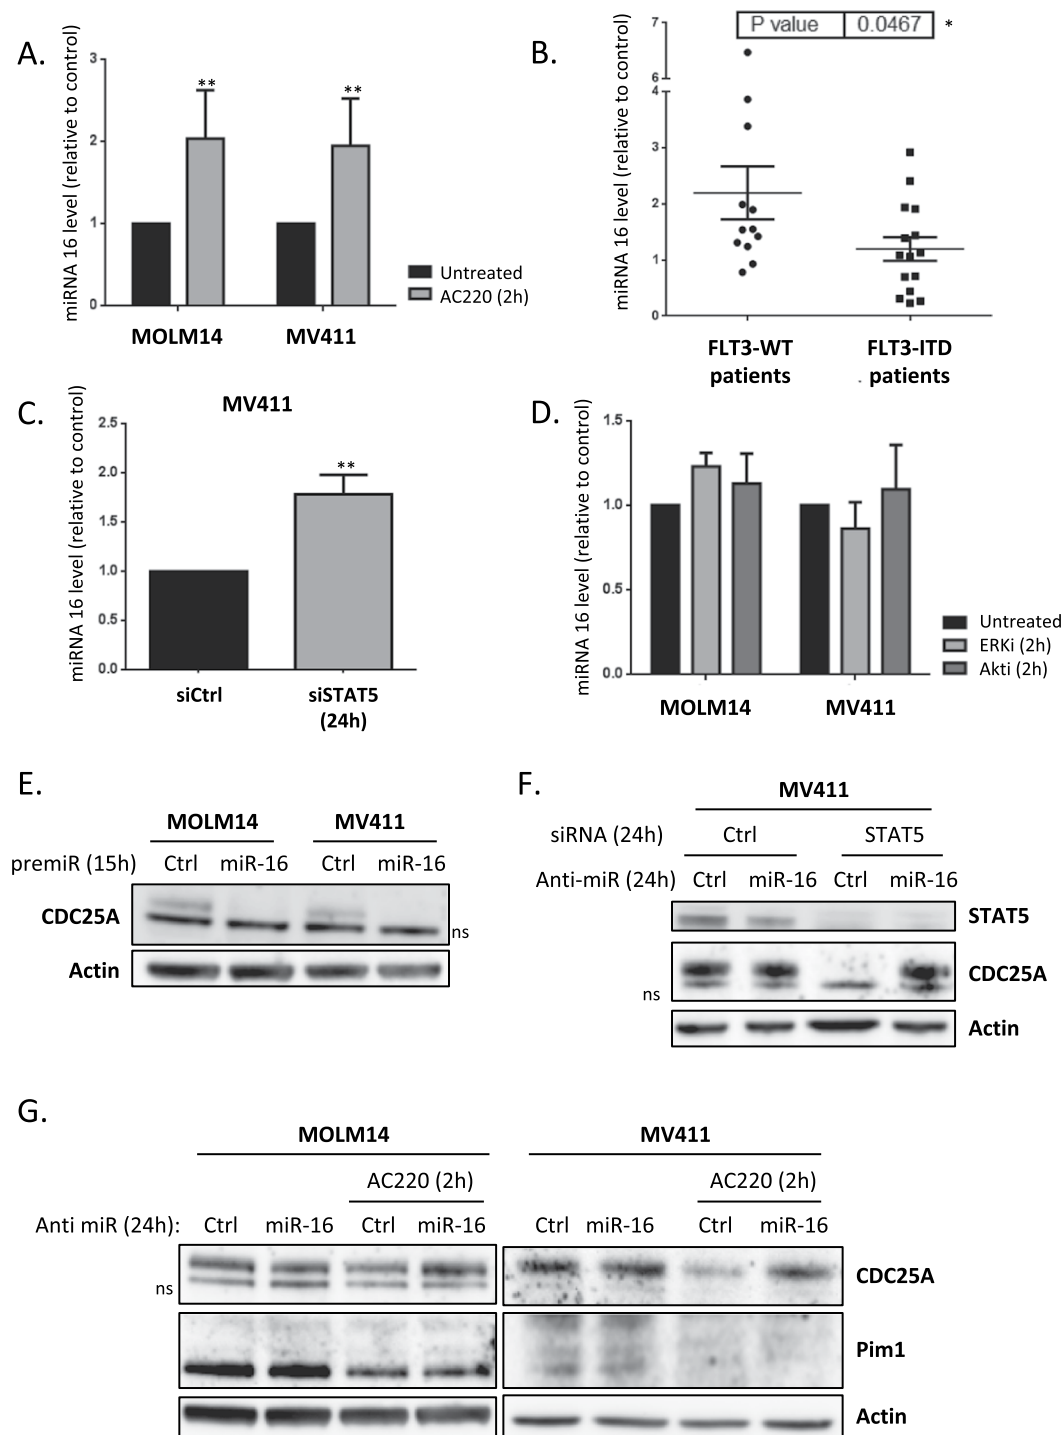 A.
miRNA 16 level (relative to control)
3
2
1
0
**
**
MOLM14
MV411
Untreated
AC220 (2h)
B.
miRNA 16 level (relative to control)
7
6
4
3
2
1
0
P value 0.0467 *
FLT3-WT
patients
FLT3-ITD
patients
C.
MV411
miRNA 16 level (relative to control)
2.5
2.0
1.5
1.0
0.5
0.0
**
siCtrl
siSTAT5
(24h)
D.
miRNA 16 level (relative to control)
1.5
1.0
0.5
0.0
MOLM14
MV411
Untreated
ERKi (2h)
Akti (2h)
E.
MOLM14 MV411
premiR (15h) Ctrl miR-16 Ctrl miR-16
CDC25A
ns
Actin
F.
MV411
siRNA (24h) Ctrl STAT5
Anti-miR (24h) Ctrl miR-16 Ctrl miR-16
STAT5
CDC25A
ns
Actin
G.
MOLM14 MV411
AC220 (2h) AC220 (2h)
Anti miR (24h): Ctrl miR-16 Ctrl miR-16 Ctrl miR-16 Ctrl miR-16
CDC25A
ns
Pim1
Actin